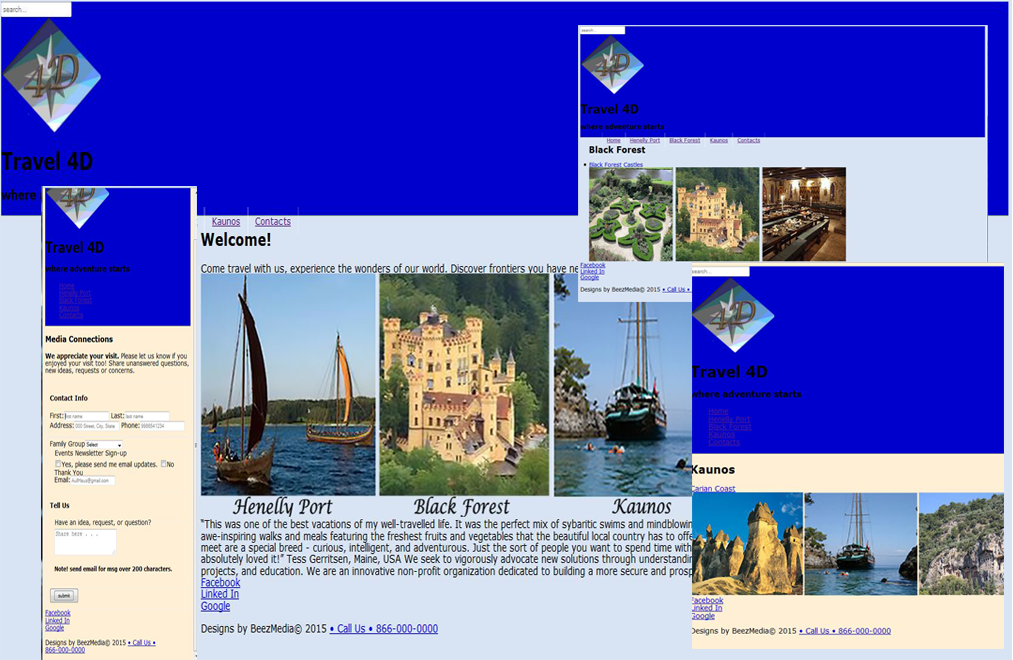 search...
4D
Travel 4D
where
Kaunos Contacts
Welcome!
Come travel with us, experience the wonders of our world. Discover frontiers you have
Henelly Port Black Forest Kaunos
"This was one of the best vacations of my well-travelled life. It was the perfect mix of sybaritic swims and mindblowin
awe-inspiring walks and meals featuring the freshest fruits and vegetables that the beautiful local country has to offe
meet are a special breed - curious, intelligent, and adventurous. Just the sort of people you want to spend time with
absolutely loved it!" Tess Gerritsen, Maine, USA We seek to vigorously advocate new solutions through understandin
projects, and education. We are an innovative non-profit organization dedicated to building a more secure and prosp
Facebook
Linked In
Google
Designs by BeezMedia© 2015 • Call Us • 866-000-0000
4D
Travel 4D
where adventure starts
Home
Henelly Port
Black Forest
Kaunos
Contacts
Media Connections
We appreciate your visit. Please let us know if you
enjoyed your visit too! Share unanswered questions,
new ideas, requests or concerns.
Contact Info
First: first name Last: last name
Address: 000 Street, City, State Phone: 9886541234
Family Group Select
Events Newsletter Sign-up
Yes, please send me email updates. No
Thank You
Email:
Tell Us
Have an idea, request, or question?
Share here . . .
Note! send email for msg over 200 characters.
submit
Facebook
Linked In
Google
Designs by BeezMedia© 2015 • Call Us •
866-000-0000
search...
4D
Travel 4D
where adventure starts
Home Henelly Port Black Forest Kaunos Contacts
Black Forest
• Black Forest Castles
Facebook
Linked In
Google
Designs by BeezMedia© 2015 • Call Us •
search...
4D
Travel 4D
where adventure starts
Home
Henelly Port
Black Forest
Kaunos
Contacts
Kaunos
Carian Coast
Facebook
Linked In
Google
Designs by BeezMedia© 2015 • Call Us • 866-000-0000